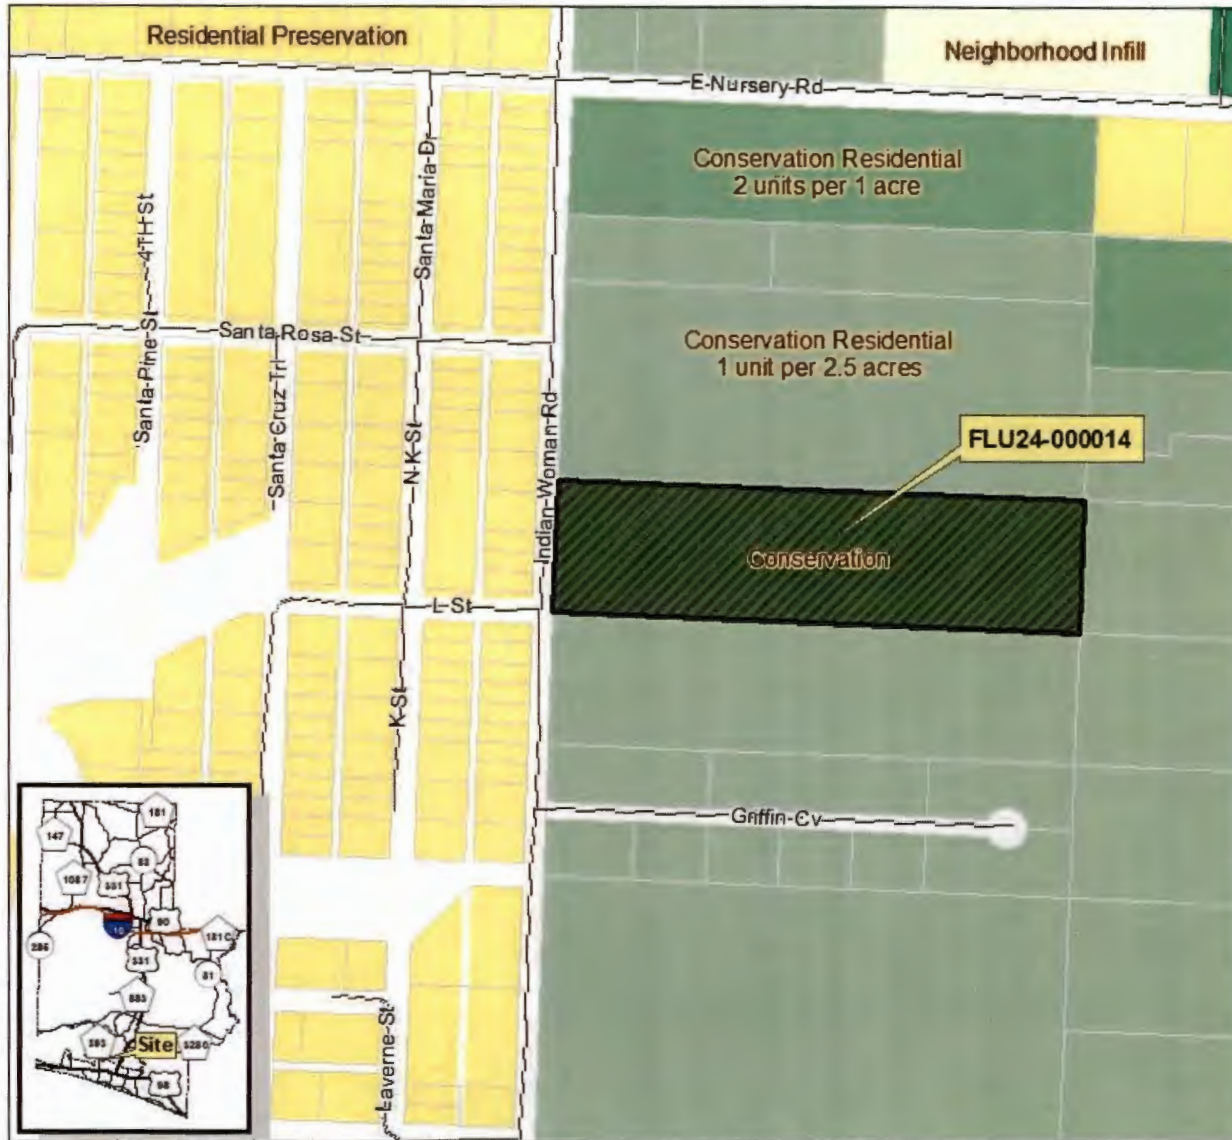 Residential Preservation
Neighborhood Infill
E-Nursery-Rd
Conservation Residential
2 units per 1 acre
4TH-St
Santa-Maria-Dr
Santa-Rosa-St
Santa-Pine-St
Santa-Cruz-Trl
N-K-St
Indian-Woman-Rd
Conservation Residential
1 unit per 2.5 acres
FLU24-000014
Conservation
L-St
K-St
Griffin-Cv
Laverne-St
181
147
83
1087
331
90
10
181C
285
331
81
883
Site
393
3280
98